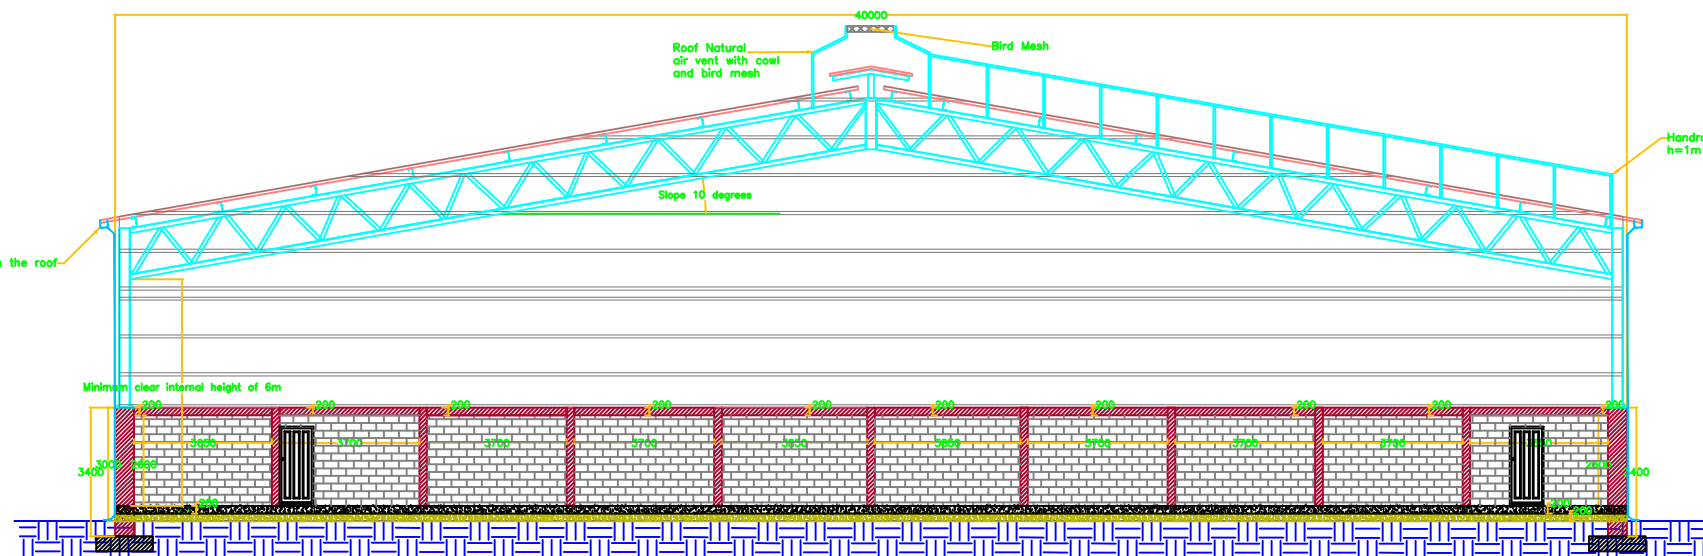 40000
Roof Natural
air vent with cowl
and bird mesh
Bird Mesh
h=1m
Slope 10 degrees
the roof
Minimum clear internal height of 6m
200 200 200 200 200 200 200 200 200 200
3700 3700 3700 3700 3700 3700
3400 3000 2600 2600 400
200 200 200